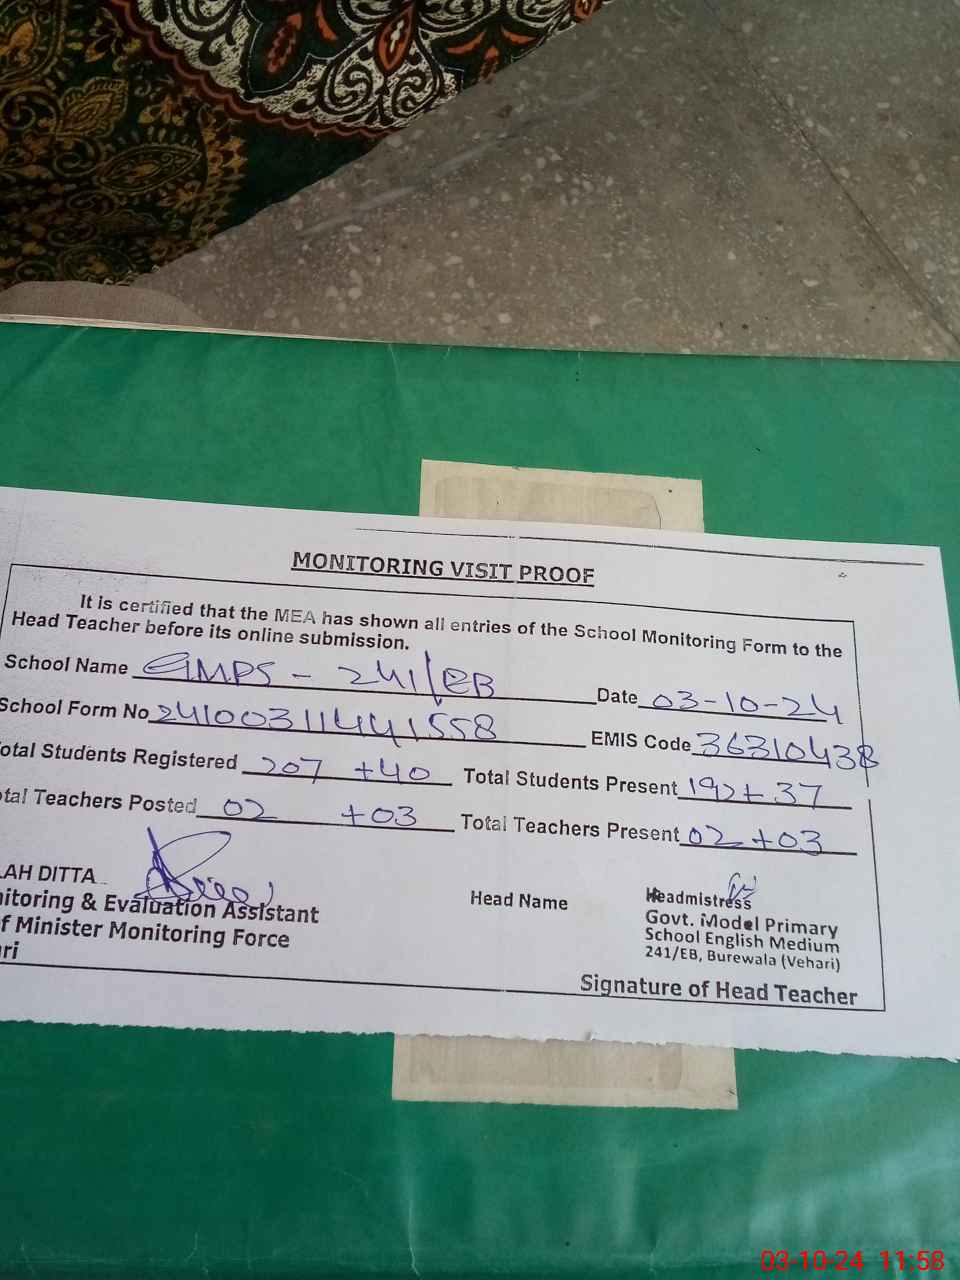 MONITORING VISIT PROOF
It is certified that the MEA has shown all entries of the School Monitoring Form to the
Head Teacher before its online submission.
School Name GMPS - 241/EB Date 03-10-24
School Form No 24100311441558 EMIS Code 36310438
otal Students Registered 207 +40 Total Students Present 192+37
tal Teachers Posted 02 +03 Total Teachers Present 02+03
LAH DITTA
nitoring & Evaluation Assistant
f Minister Monitoring Force
ri
Head Name
Headmistress
Govt. Model Primary
School English Medium
241/EB, Burewala (Vehari)
Signature of Head Teacher
03-10-24 11:58